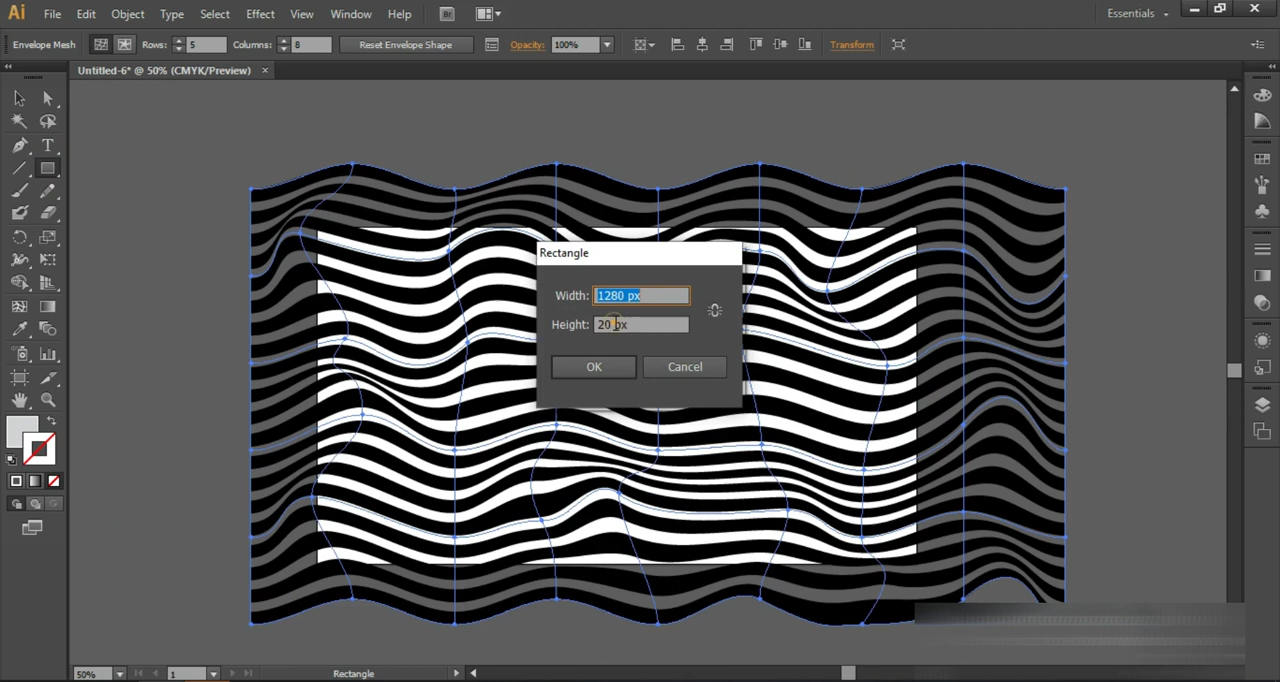 Ai File Edit Object Type Select Effect View Window Help Br Essentials
Envelope Mesh Rows: 5 Columns: 8 Reset Envelope Shape Opacity: 100% Transform
Untitled-6* @ 50% (CMYK/Preview) ×
Rectangle
Width: 1280 px
Height: 20 px
OK Cancel
50% 1 Rectangle